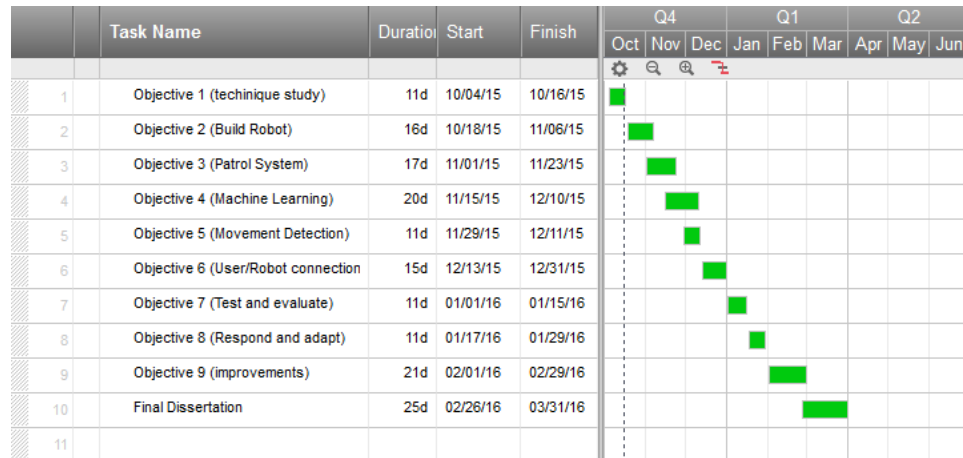 Task Name Duration Start Finish Q4 Q1 Q2
Oct Nov Dec Jan Feb Mar Apr May Jun
1 Objective 1 (techinique study) 11d 10/04/15 10/16/15
2 Objective 2 (Build Robot) 16d 10/18/15 11/06/15
3 Objective 3 (Patrol System) 17d 11/01/15 11/23/15
4 Objective 4 (Machine Learning) 20d 11/15/15 12/10/15
5 Objective 5 (Movement Detection) 11d 11/29/15 12/11/15
6 Objective 6 (User/Robot connection 15d 12/13/15 12/31/15
7 Objective 7 (Test and evaluate) 11d 01/01/16 01/15/16
8 Objective 8 (Respond and adapt) 11d 01/17/16 01/29/16
9 Objective 9 (improvements) 21d 02/01/16 02/29/16
10 Final Dissertation 25d 02/26/16 03/31/16
11